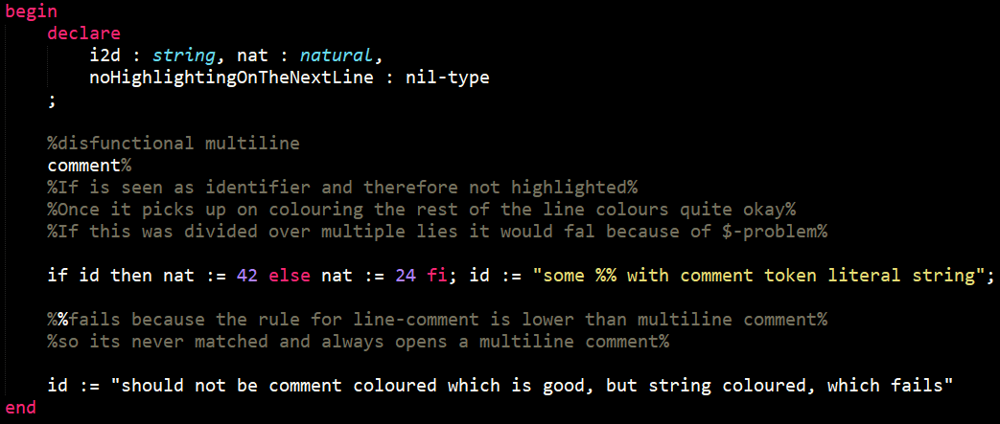 begin
declare
i2d : string, nat : natural,
noHighlightingOnTheNextLine : nil-type
;
%disfunctional multiline
comment%
%If is seen as identifier and therefore not highlighted%
%Once it picks up on colouring the rest of the line colours quite okay%
%If this was divided over multiple lies it would fal because of $-problem%
if id then nat := 42 else nat := 24 fi; id := "some %% with comment token literal string";
%%fails because the rule for line-comment is lower than multiline comment%
%so its never matched and always opens a multiline comment%
id := "should not be comment coloured which is good, but string coloured, which fails"
end